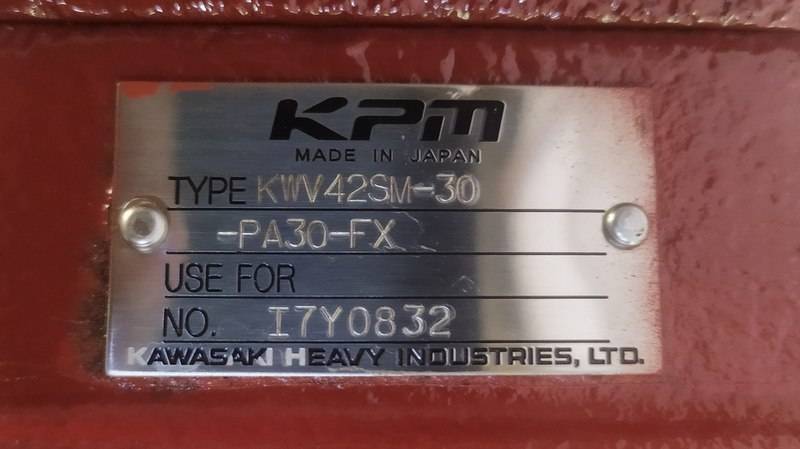 KPM
MADE IN JAPAN
TYPE KWV42SM-30
-PA30-FX
USE FOR
NO. I7Y0832
KAWASAKI HEAVY INDUSTRIES, LTD.